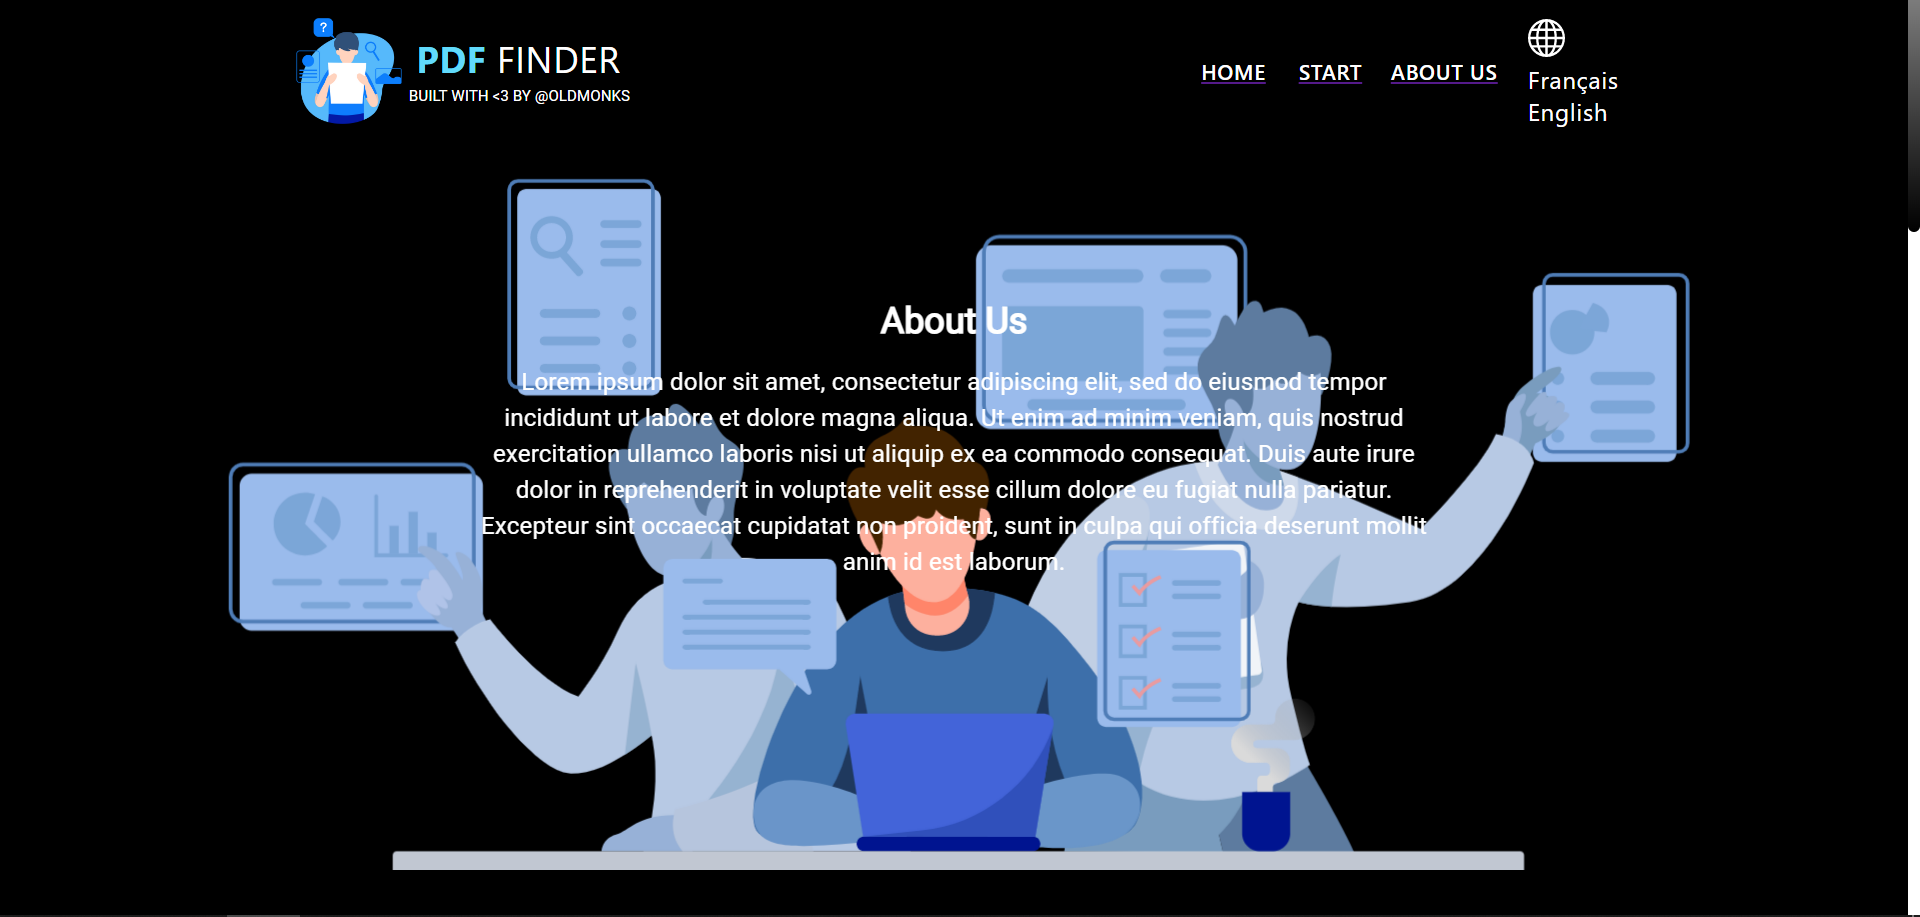 ?
PDF FINDER
BUILT WITH <3 BY @OLDMONKS
HOME START ABOUT US
Français
English
About Us
Lorem ipsum dolor sit amet, consectetur adipiscing elit, sed do eiusmod tempor
incididunt ut labore et dolore magna aliqua. Ut enim ad minim veniam, quis nostrud
exercitation ullamco laboris nisi ut aliquip ex ea commodo consequat. Duis aute irure
dolor in reprehenderit in voluptate velit esse cillum dolore eu fugiat nulla pariatur.
Excepteur sint occaecat cupidatat non proident, sunt in culpa qui officia deserunt mollit
anim id est laborum.